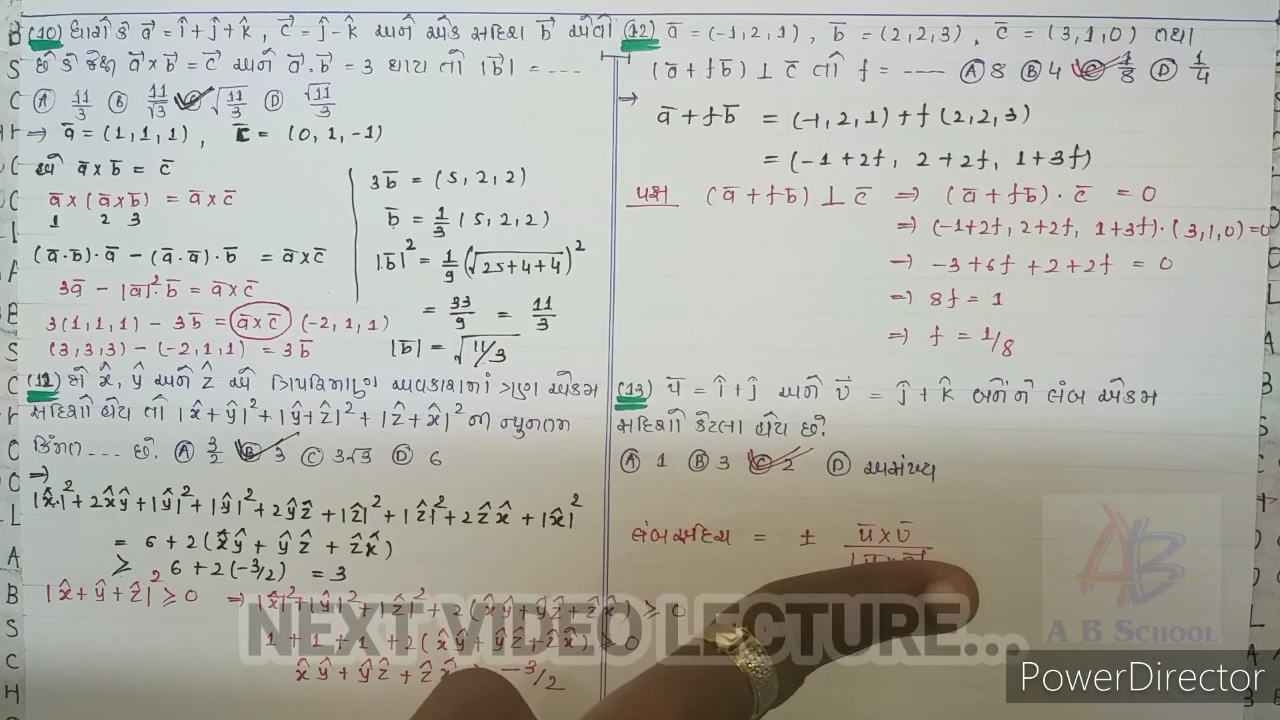 (10) ધારો કે a⃗ = î + ĵ + k̂ , c⃗ = ĵ - k̂ અને એક સદિશ b⃗ એવો
છે કે જેથી a⃗ × b⃗ = c⃗ અને a⃗ . b⃗ = 3 થાય તો |b⃗| = ----
Ⓐ 11/3 Ⓑ 11/√3 Ⓒ √(11/3) Ⓓ √11/3
⇒ a̅ = (1, 1, 1) , c̅ = (0, 1, -1)
a̅ × b̅ = c̅
a̅ × (a̅ × b̅) = a̅ × c̅
1 2 3
(a̅ · b̅) · a̅ - (a̅ · a̅) · b̅ = a̅ × c̅
3a̅ - |a̅|² · b̅ = a̅ × c̅
3(1, 1, 1) - 3b̅ = a̅ × c̅ (-2, 1, 1)
(3, 3, 3) - (-2, 1, 1) = 3b̅
3b̅ = (5, 2, 2)
b̅ = 1/3 (5, 2, 2)
|b̅|² = 1/9 (√(25+4+4))²
= 33/9 = 11/3
|b̅| = √(11/3)
(11) જો x̂, ŷ અને ẑ એ ત્રિપરિમાણીય અવકાશમાં ત્રણ એકમ
સદિશો હોય તો |x̂+ŷ|² + |ŷ+ẑ|² + |ẑ+x̂|² ની ન્યુનતમ
કિંમત --- છે. Ⓐ 3/2 Ⓑ 3 Ⓒ 3√3 Ⓓ 6
⇒
|x̂|² + 2x̂ŷ + |ŷ|² + |ŷ|² + 2ŷẑ + |ẑ|² + |ẑ|² + 2ẑx̂ + |x̂|²
= 6 + 2(x̂ŷ + ŷẑ + ẑx̂)
≥ 6 + 2(-3/2) = 3
|x̂ + ŷ + ẑ|² ≥ 0 ⇒ |x̂|² + |ŷ|² + |ẑ|² + 2(x̂ŷ + ŷẑ + ẑx̂) ≥ 0
1 + 1 + 1 + 2(x̂ŷ + ŷẑ + ẑx̂) ≥ 0
x̂ŷ + ŷẑ + ẑx̂ -3/2
(12) a̅ = (-1, 2, 1) , b̅ = (2, 2, 3) , c̅ = (3, 1, 0) તથા
(a̅ + fb̅) ⊥ c̅ તો f = ---- Ⓐ 8 Ⓑ 4 Ⓒ 1/8 Ⓓ 1/4
→
a̅ + fb̅ = (-1, 2, 1) + f(2, 2, 3)
= (-1 + 2f, 2 + 2f, 1 + 3f)
પક્ષ (a̅ + fb̅) ⊥ c̅ ⇒ (a̅ + fb̅) · c̅ = 0
⇒ (-1+2f, 2+2f, 1+3f) · (3, 1, 0) = 0
→ -3 + 6f + 2 + 2f = 0
⇒ 8f = 1
⇒ f = 1/8
(13) u̅ = î + ĵ અને v̅ = ĵ + k̂ બંનેને લંબ એકમ
સદિશો કેટલા હોય છે?
Ⓐ 1 Ⓑ 3 Ⓒ 2 Ⓓ અસંખ્ય
લંબ સદિશ = ± u̅ × v̅
NEXT VIDEO LECTURE...
AB
A B SCHOOL
PowerDirector